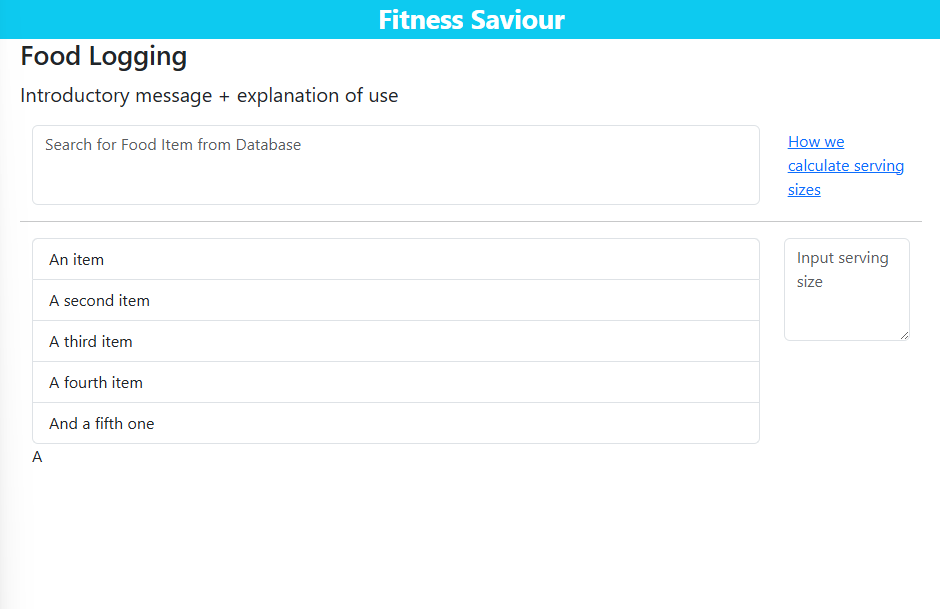 Fitness Saviour
Food Logging
Introductory message + explanation of use
Search for Food Item from Database
How we
calculate serving
sizes
An item
A second item
A third item
A fourth item
And a fifth one
Input serving
size
A